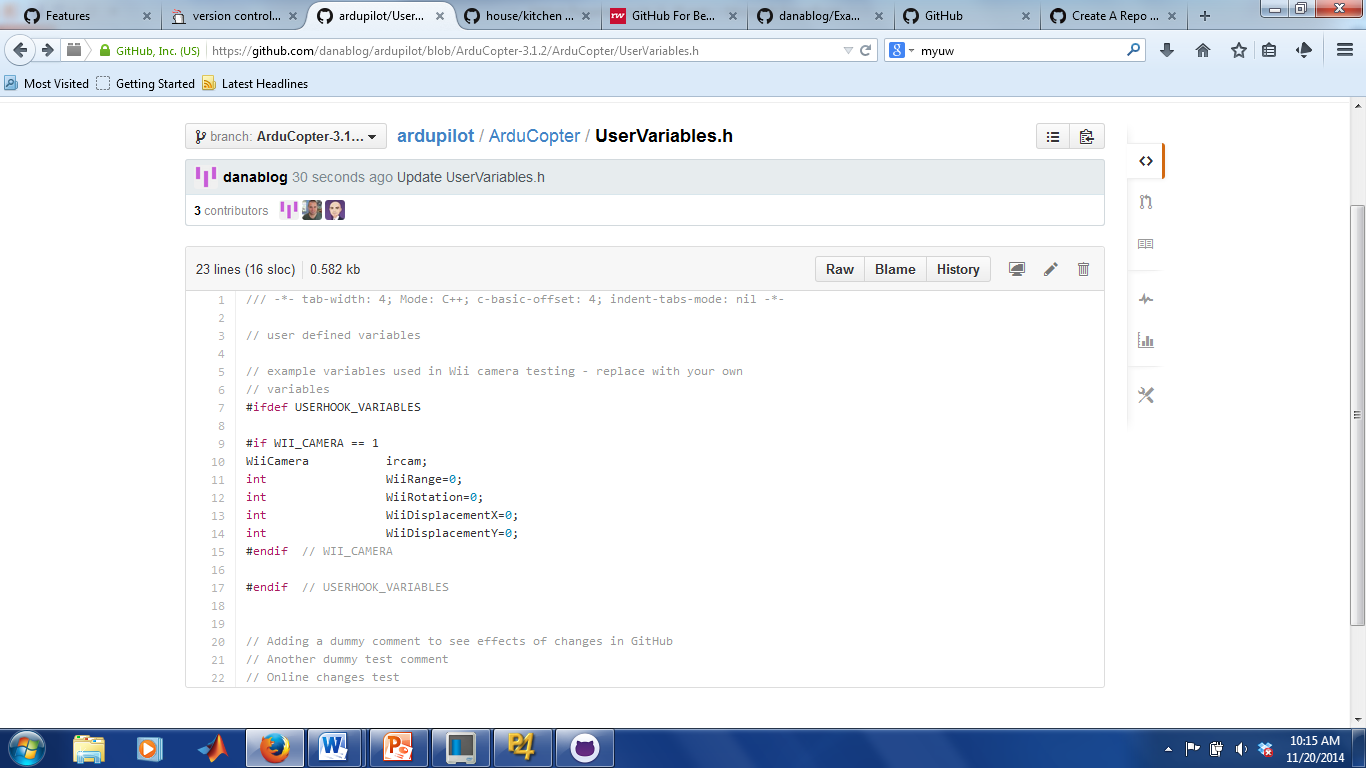 Features
version control...
ardupilot/User...
house/kitchen ...
GitHub For Be...
danablog/Exa...
GitHub
Create A Repo ...
GitHub, Inc. (US)
https://github.com/danablog/ardupilot/blob/ArduCopter-3.1.2/ArduCopter/UserVariables.h
myuw
Most Visited
Getting Started
Latest Headlines
branch: ArduCopter-3.1...
ardupilot / ArduCopter / UserVariables.h
danablog 30 seconds ago Update UserVariables.h
3 contributors
23 lines (16 sloc) 0.582 kb
Raw Blame History
1 /// -*- tab-width: 4; Mode: C++; c-basic-offset: 4; indent-tabs-mode: nil -*-
2
3 // user defined variables
4
5 // example variables used in Wii camera testing - replace with your own
6 // variables
7 #ifdef USERHOOK_VARIABLES
8
9 #if WII_CAMERA == 1
10 WiiCamera ircam;
11 int WiiRange=0;
12 int WiiRotation=0;
13 int WiiDisplacementX=0;
14 int WiiDisplacementY=0;
15 #endif // WII_CAMERA
16
17 #endif // USERHOOK_VARIABLES
18
19
20 // Adding a dummy comment to see effects of changes in GitHub
21 // Another dummy test comment
22 // Online changes test
10:15 AM
11/20/2014